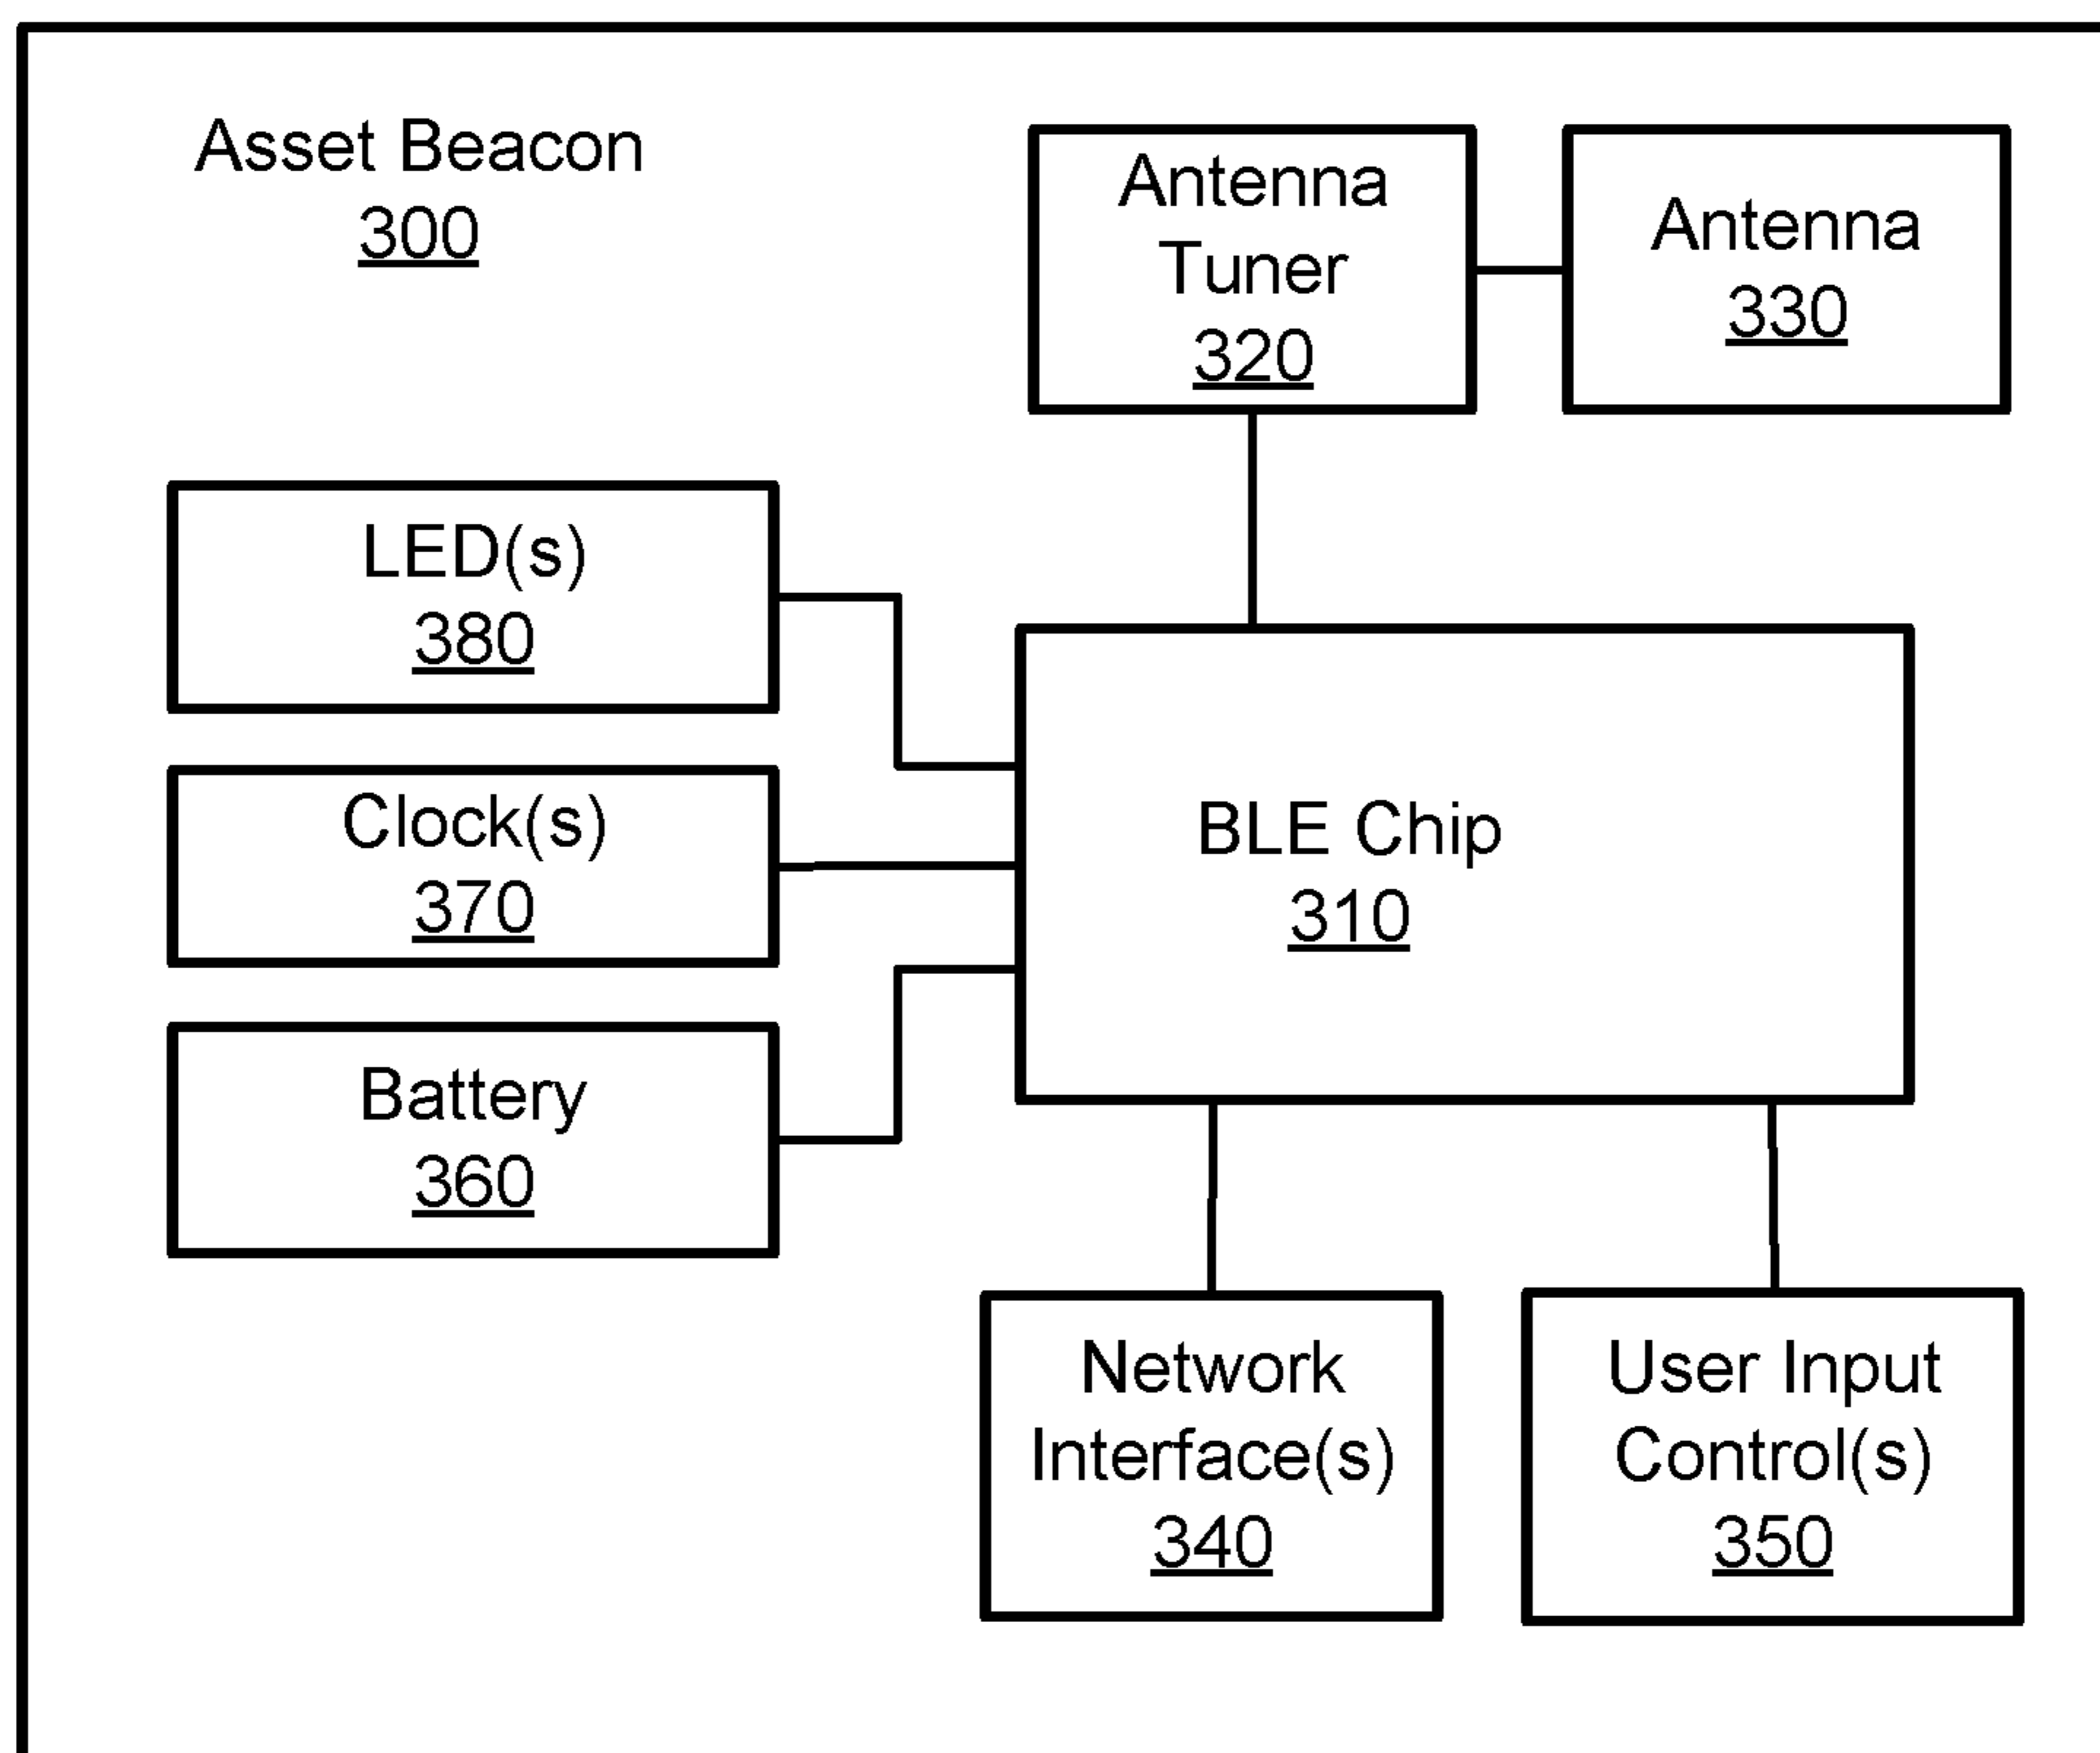 Asset Beacon
300
Antenna
Tuner
320
Antenna
330
LED(s)
380
Clock(s)
370
Battery
360
BLE Chip
310
Network
Interface(s)
340
User Input
Control(s)
350